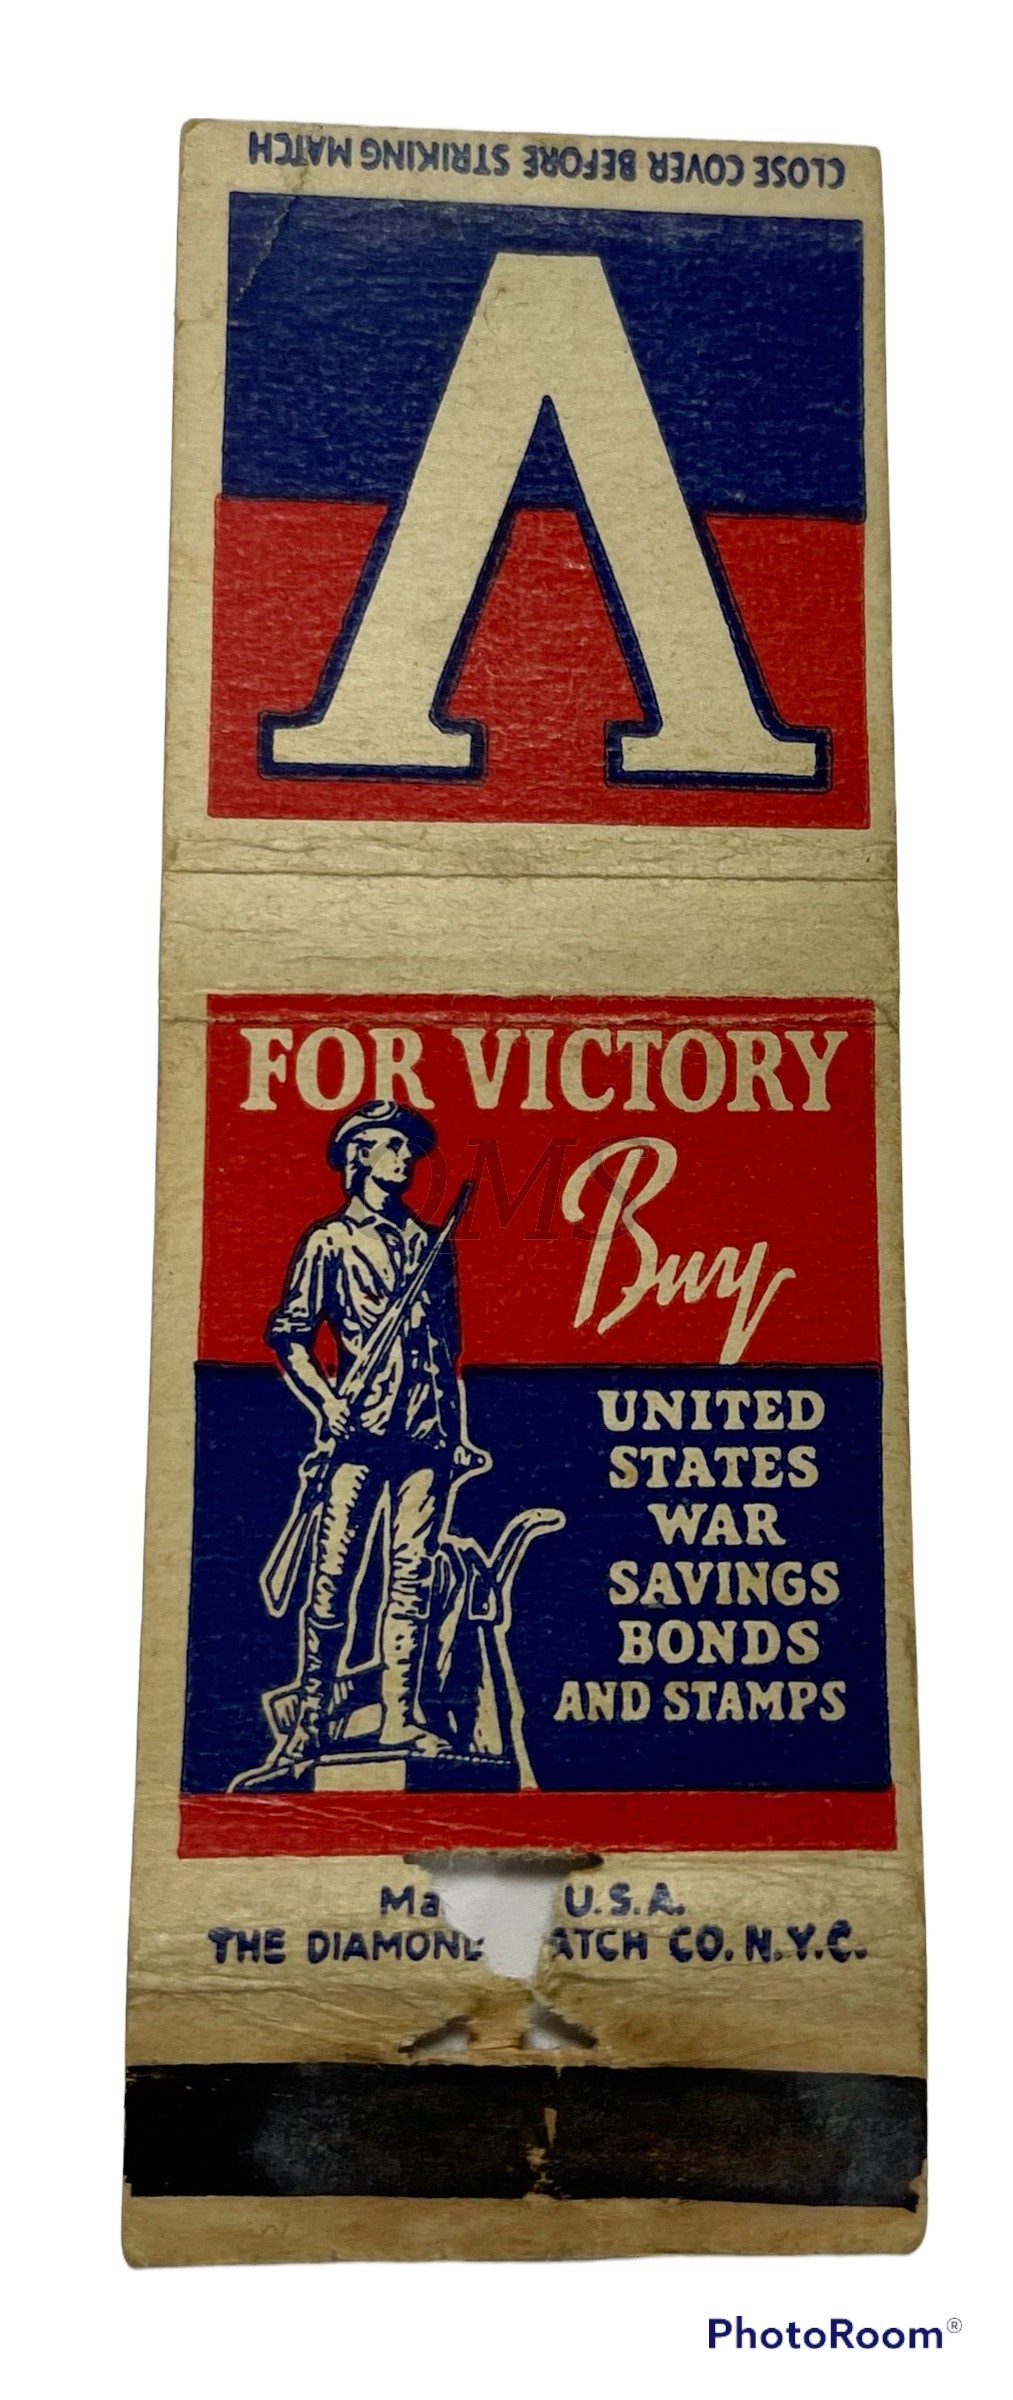 CLOSE COVER BEFORE STRIKING MATCH
V
FOR VICTORY
Buy
QMS
UNITED
STATES
WAR
SAVINGS
BONDS
AND STAMPS
U.S.A.
THE DIAMOND CO. N.Y.C.
PhotoRoom®